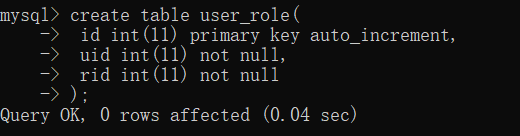 mysql> create table user_role(
    -> id int(11) primary key auto_increment,
    -> uid int(11) not null,
    -> rid int(11) not null
    -> );
Query OK, 0 rows affected (0.04 sec)